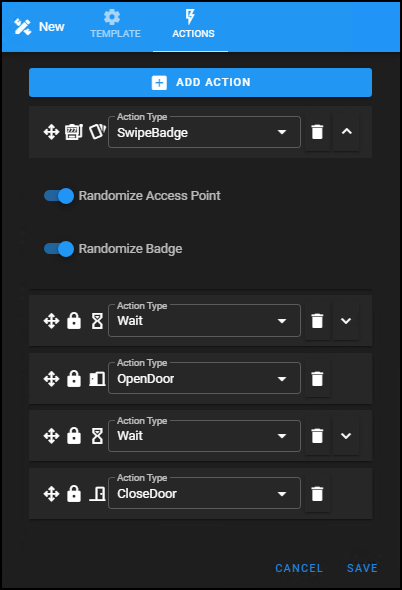 New
TEMPLATE
ACTIONS
ADD ACTION
Action Type
SwipeBadge
Randomize Access Point
Randomize Badge
Action Type
Wait
Action Type
OpenDoor
Action Type
Wait
Action Type
CloseDoor
CANCEL SAVE